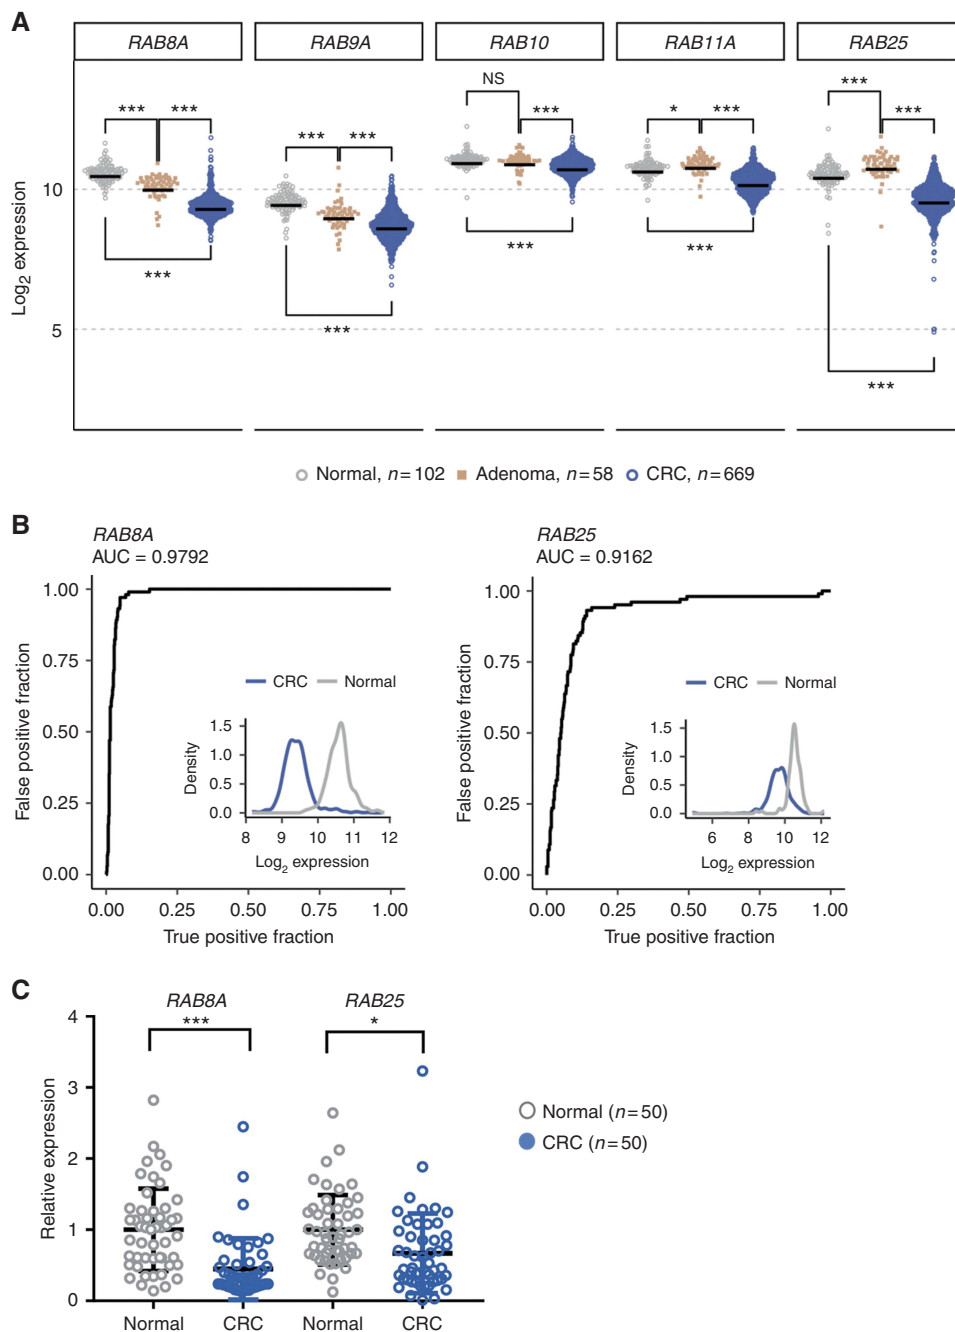 A
RAB8A RAB9A RAB10 RAB11A RAB25
NS *** ***
*** *** *** * *** ***
*** ***
10
Log2 expression
*** *** ***
5
***
***
Normal, n=102 Adenoma, n=58 CRC, n=669
B
RAB8A
AUC = 0.9792
1.00
0.75
0.50
0.25
0.00
False positive fraction
0.00 0.25 0.50 0.75 1.00
True positive fraction
CRC Normal
1.5
1.0
0.5
0.0
Density
8 9 10 11 12
Log2 expression
RAB25
AUC = 0.9162
1.00
0.75
0.50
0.25
0.00
False positive fraction
0.00 0.25 0.50 0.75 1.00
True positive fraction
CRC Normal
1.5
1.0
0.5
0.0
Density
6 8 10 12
Log2 expression
C
RAB8A RAB25
*** *
4
3
2
1
0
Relative expression
Normal CRC Normal CRC
Normal (n=50)
CRC (n=50)